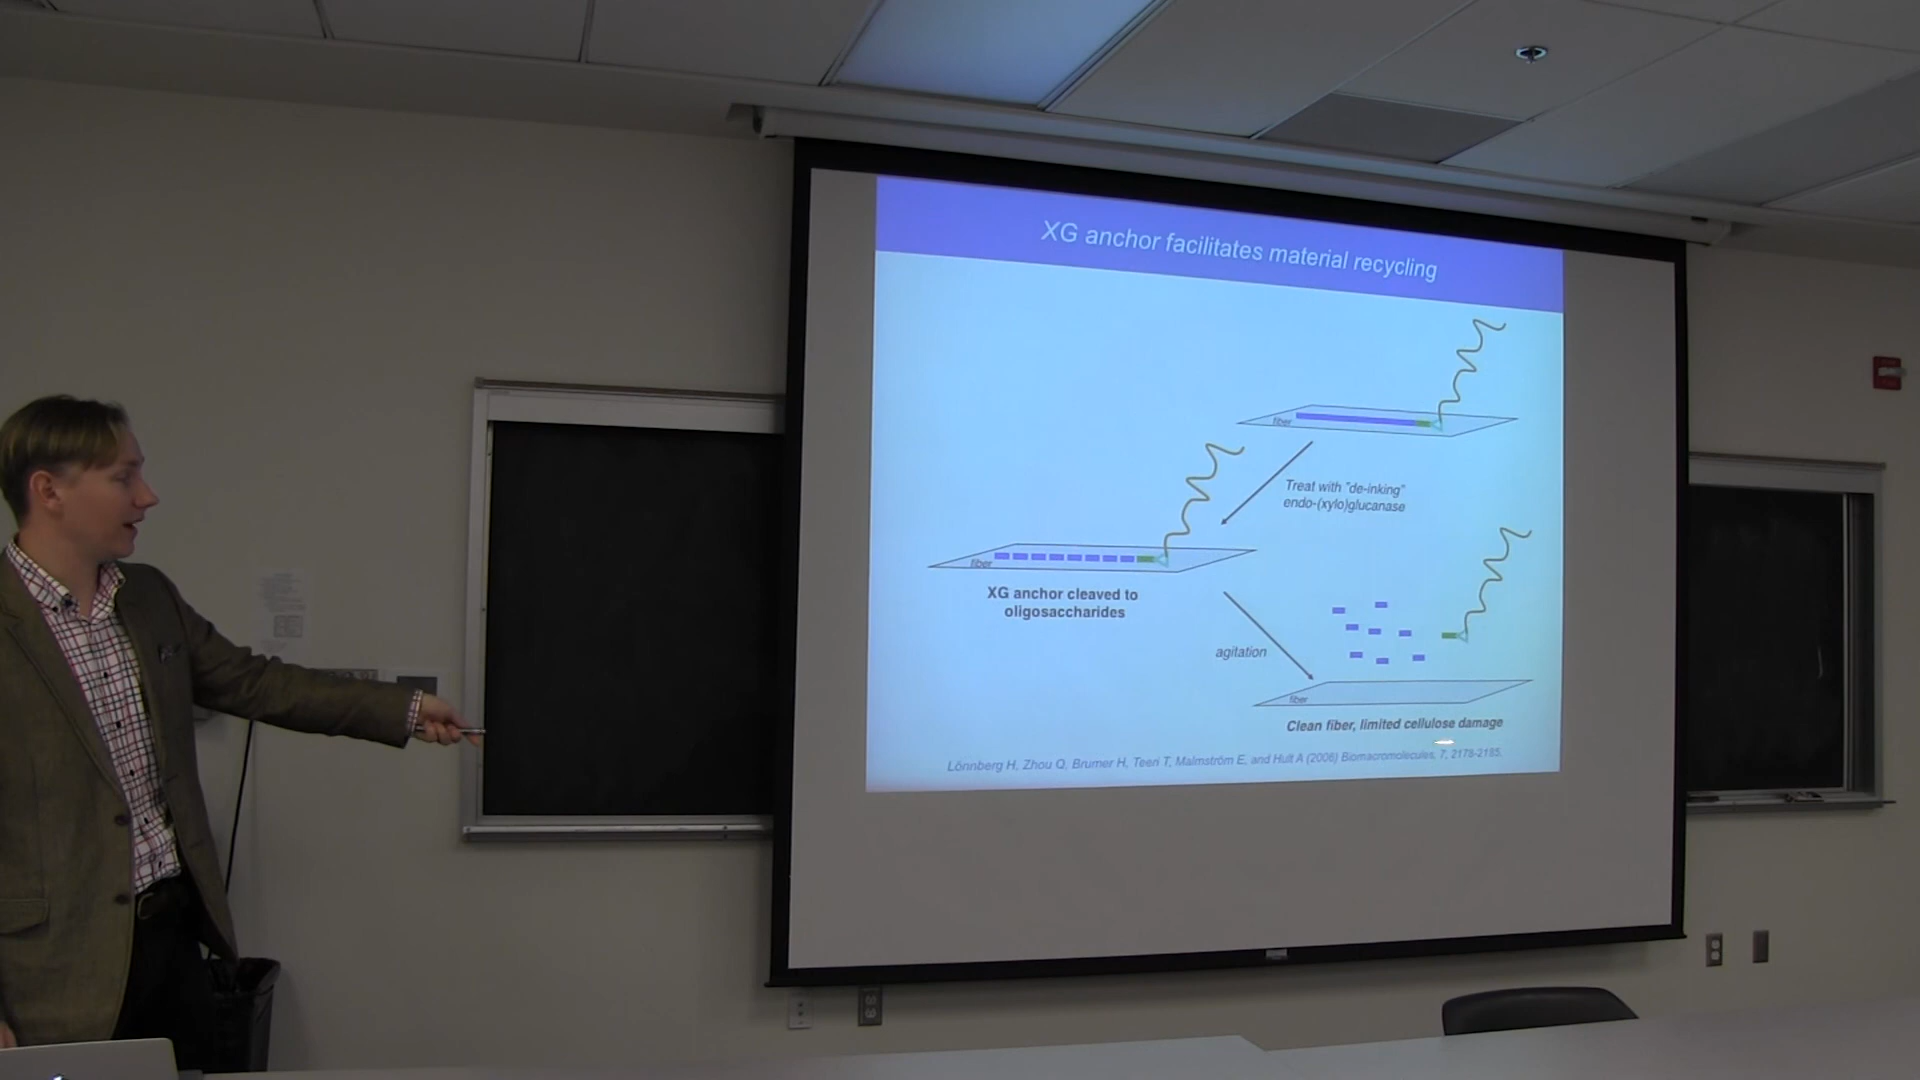 XG anchor facilitates material recycling
fiber
Treat with "de-inking"
endo-(xylo)glucanase
fiber
XG anchor cleaved to
oligosaccharides
agitation
fiber
Clean fiber, limited cellulose damage
Lönnberg H, Zhou Q, Brumer H, Teeri T, Malmström E, and Hult A (2006) Biomacromolecules, 7, 2178-2185.